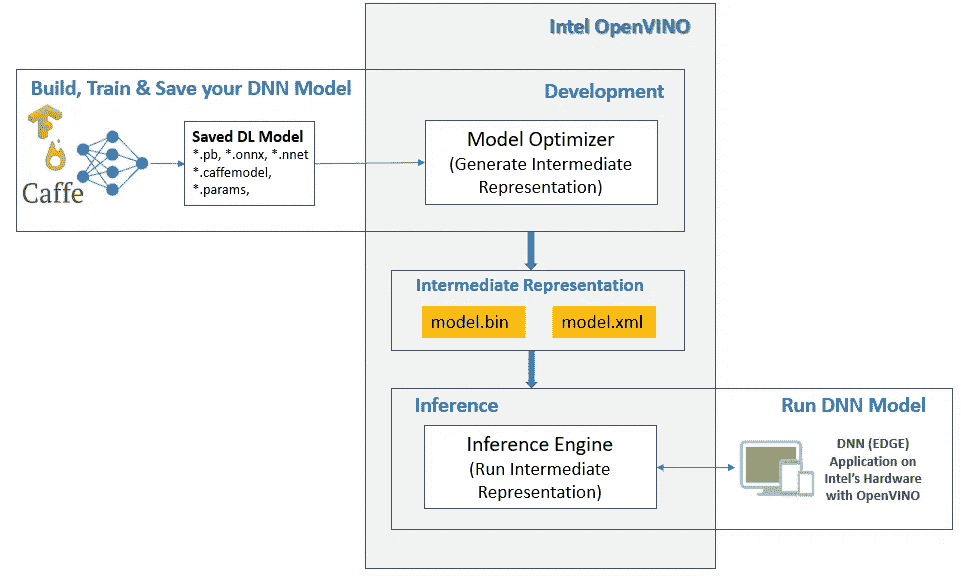 Intel OpenVINO
Build, Train & Save your DNN Model
Development
Saved DL Model
*.pb, *.onnx, *.nnet
*.caffemodel,
*.params,
Caffe
Model Optimizer
(Generate Intermediate
Representation)
Intermediate Representation
model.bin
model.xml
Inference
Run DNN Model
Inference Engine
(Run Intermediate
Representation)
DNN (EDGE)
Application on
Intel's Hardware
with OpenVINO